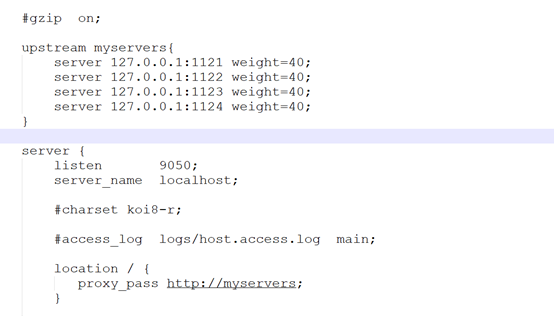 #gzip  on;
upstream myservers{
    server 127.0.0.1:1121 weight=40;
    server 127.0.0.1:1122 weight=40;
    server 127.0.0.1:1123 weight=40;
    server 127.0.0.1:1124 weight=40;
}
server {
    listen       9050;
    server_name  localhost;
    #charset koi8-r;
    #access_log  logs/host.access.log  main;
    location / {
       proxy_pass http://myservers;
    }